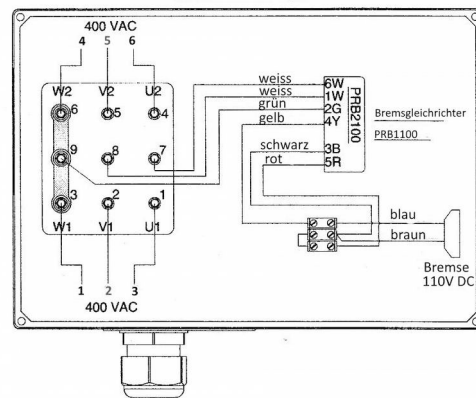 400 VAC
4 5 6
W2 V2 U2
6 5 4
9 8 7
3 2 1
W1 V1 U1
1 2 3
400 VAC
weiss
weiss
grün
gelb
schwarz
rot
6W
1W
2G
4Y
3B
5R
PRB2100
Bremsgleichrichter
PRB1100
blau
braun
Bremse
110V DC